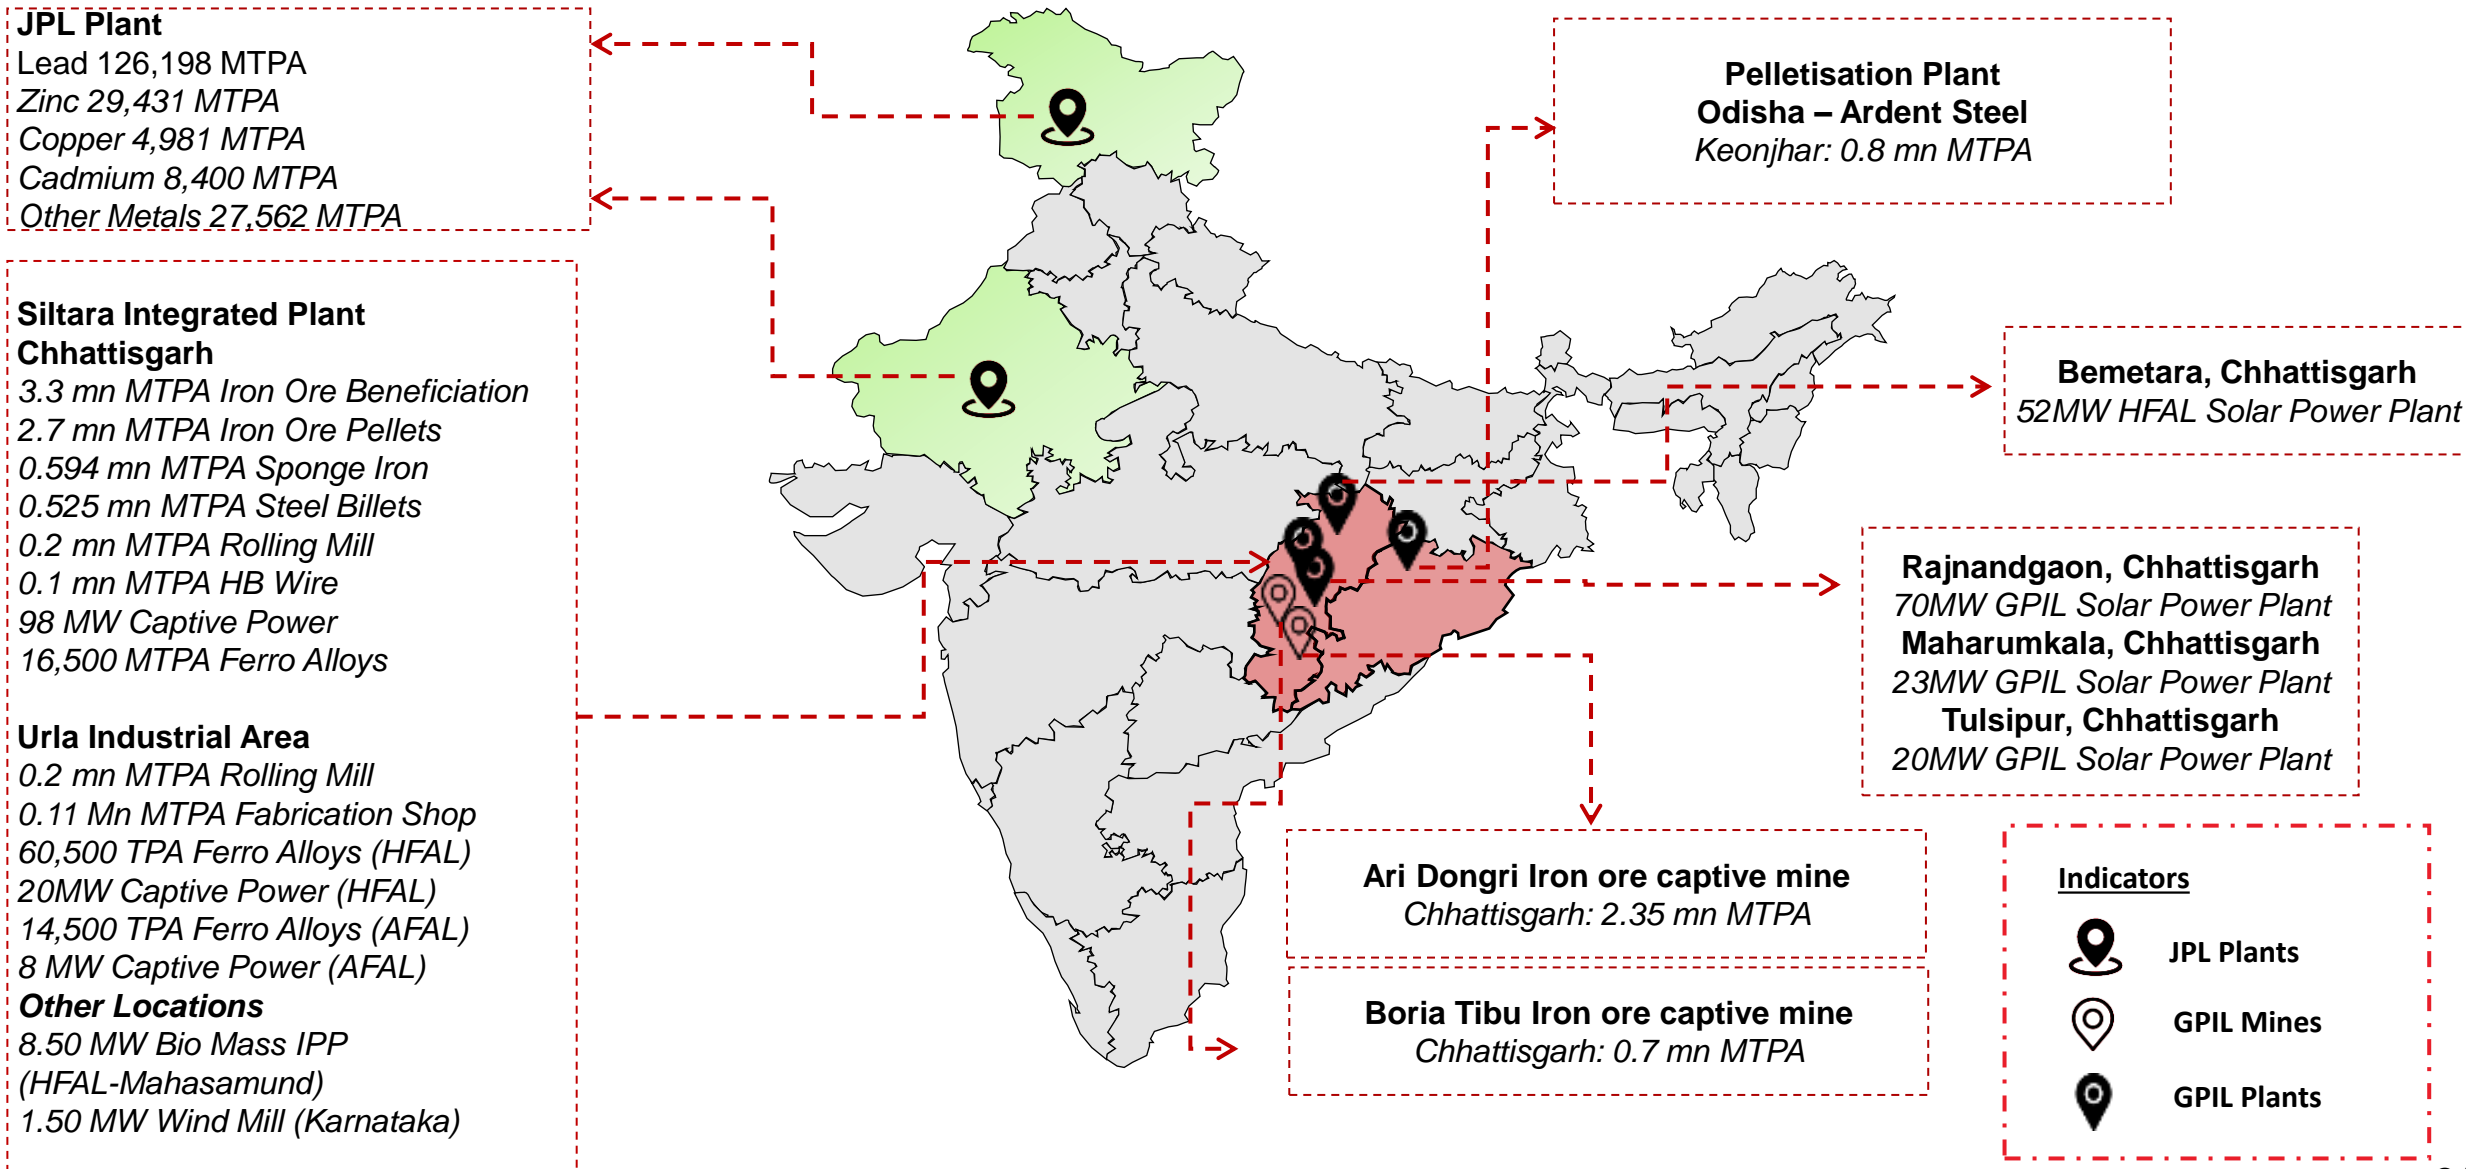 JPL Plant
Lead 126,198 MTPA
Zinc 29,431 MTPA
Copper 4,981 MTPA
Cadmium 8,400 MTPA
Other Metals 27,562 MTPA
Siltara Integrated Plant
Chhattisgarh
3.3 mn MTPA Iron Ore Beneficiation
2.7 mn MTPA Iron Ore Pellets
0.594 mn MTPA Sponge Iron
0.525 mn MTPA Steel Billets
0.2 mn MTPA Rolling Mill
0.1 mn MTPA HB Wire
98 MW Captive Power
16,500 MTPA Ferro Alloys
Urla Industrial Area
0.2 mn MTPA Rolling Mill
0.11 Mn MTPA Fabrication Shop
60,500 TPA Ferro Alloys (HFAL)
20MW Captive Power (HFAL)
14,500 TPA Ferro Alloys (AFAL)
8 MW Captive Power (AFAL)
Other Locations
8.50 MW Bio Mass IPP
(HFAL-Mahasamund)
1.50 MW Wind Mill (Karnataka)
Pelletisation Plant
Odisha – Ardent Steel
Keonjhar: 0.8 mn MTPA
Bemetara, Chhattisgarh
52MW HFAL Solar Power Plant
Rajnandgaon, Chhattisgarh
70MW GPIL Solar Power Plant
Maharumkala, Chhattisgarh
23MW GPIL Solar Power Plant
Tulsipur, Chhattisgarh
20MW GPIL Solar Power Plant
Ari Dongri Iron ore captive mine
Chhattisgarh: 2.35 mn MTPA
Boria Tibu Iron ore captive mine
Chhattisgarh: 0.7 mn MTPA
Indicators
JPL Plants
GPIL Mines
GPIL Plants